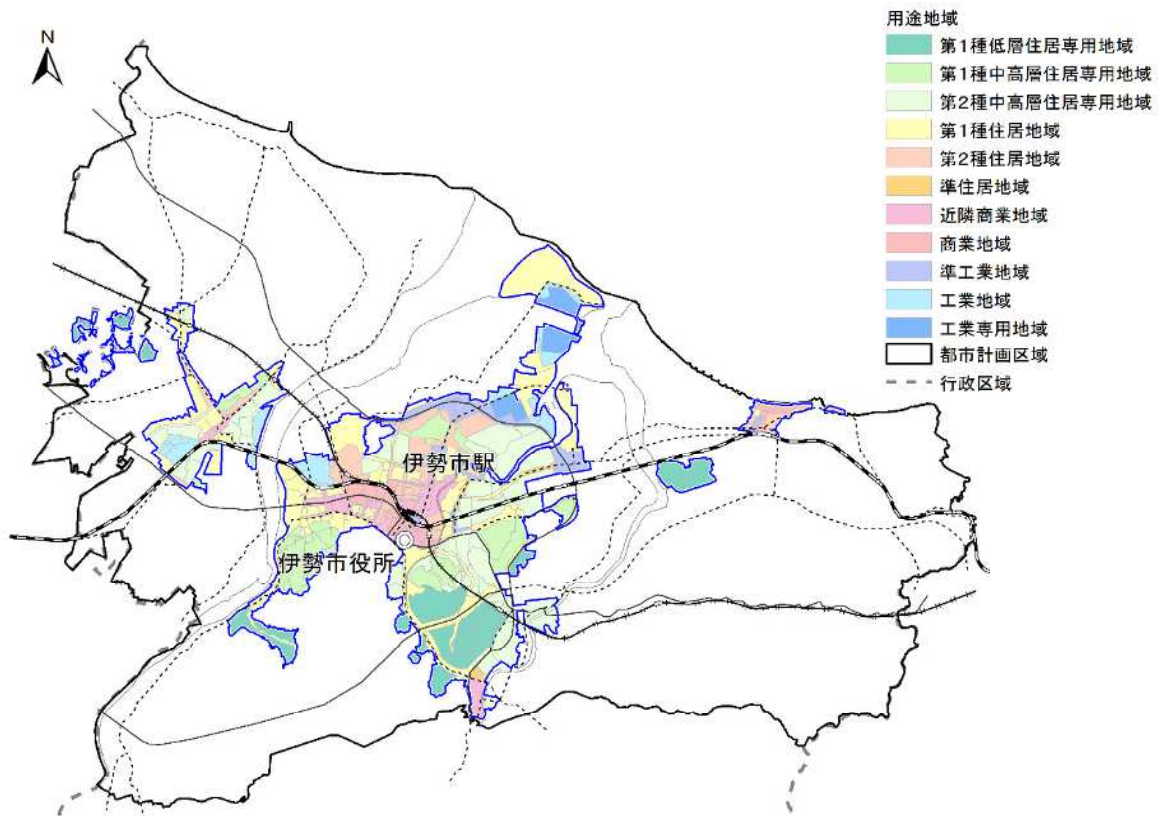 N
用途地域
第1種低層住居専用地域
第1種中高層住居専用地域
第2種中高層住居専用地域
第1種住居地域
第2種住居地域
準住居地域
近隣商業地域
商業地域
準工業地域
工業地域
工業専用地域
都市計画区域
行政区域
伊勢市駅
伊勢市役所